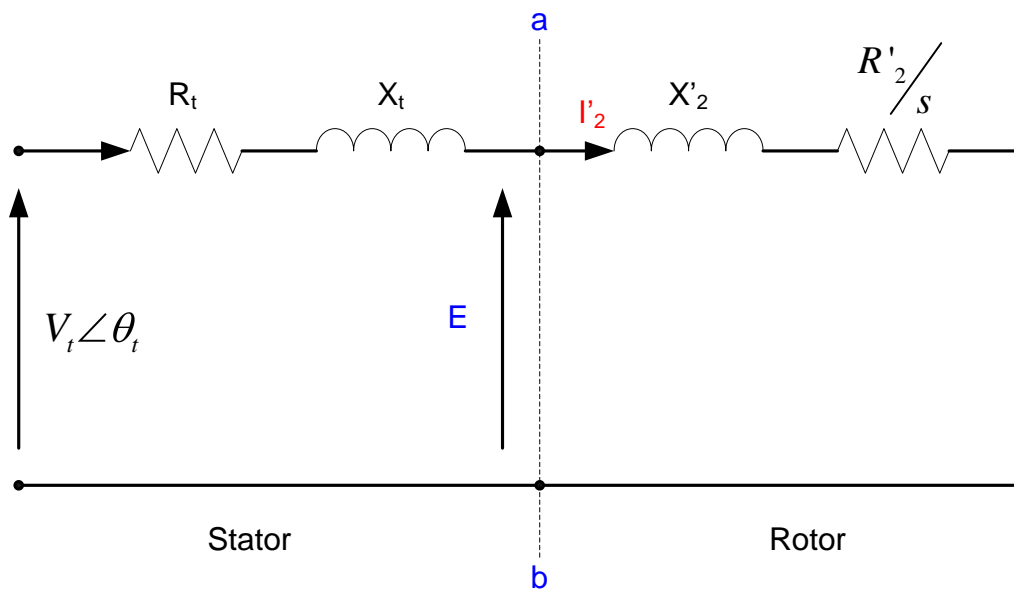 a
R'₂/s
Rₜ
Xₜ
I'₂
X'₂
Vₜ∠θₜ
E
Stator
Rotor
b